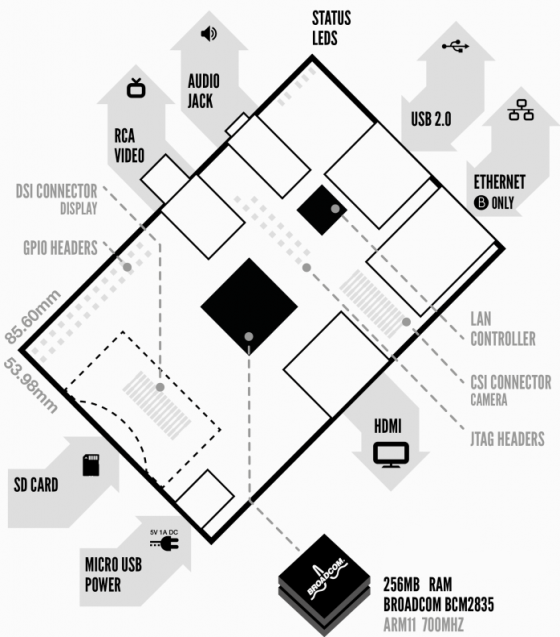 STATUS
LEDS
AUDIO
JACK
USB 2.0
RCA
VIDEO
ETHERNET
B ONLY
DSI CONNECTOR
DISPLAY
GPIO HEADERS
85.60mm
53.98mm
LAN
CONTROLLER
CSI CONNECTOR
CAMERA
JTAG HEADERS
HDMI
SD CARD
5V 1A DC
MICRO USB
POWER
BROADCOM.
256MB RAM
BROADCOM BCM2835
ARM11 700MHZ